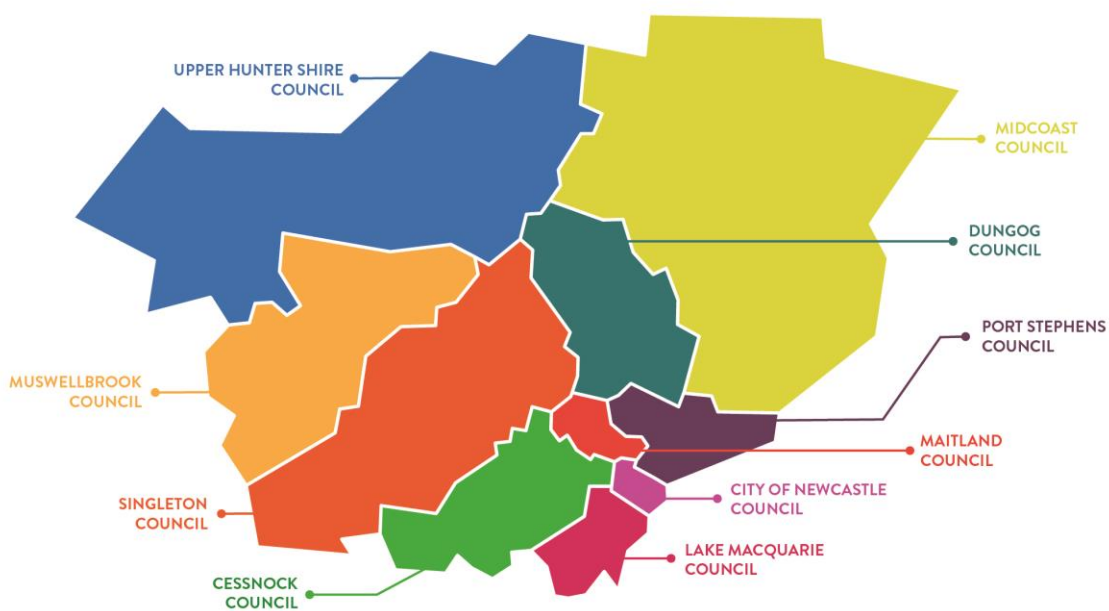 UPPER HUNTER SHIRE
COUNCIL
MIDCOAST
COUNCIL
DUNGOG
COUNCIL
PORT STEPHENS
COUNCIL
MUSWELLBROOK
COUNCIL
MAITLAND
COUNCIL
CITY OF NEWCASTLE
COUNCIL
SINGLETON
COUNCIL
LAKE MACQUARIE
COUNCIL
CESSNOCK
COUNCIL